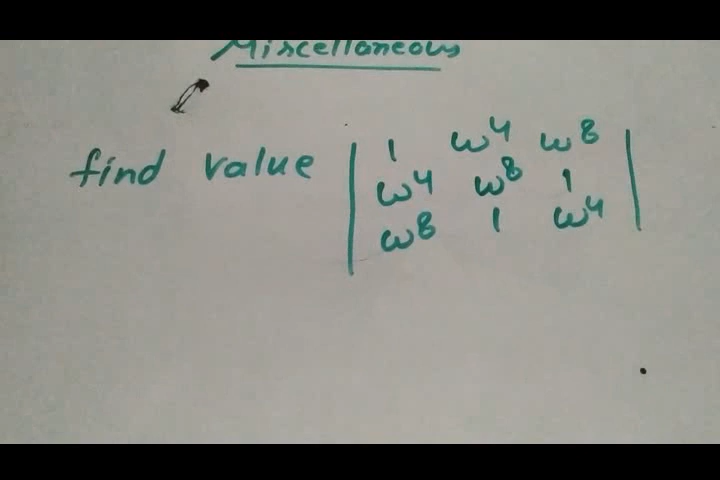 Miscellaneous
find value | 1 ω⁴ ω⁸ |
| ω⁴ ω⁸ 1 |
| ω⁸ 1 ω⁴ |